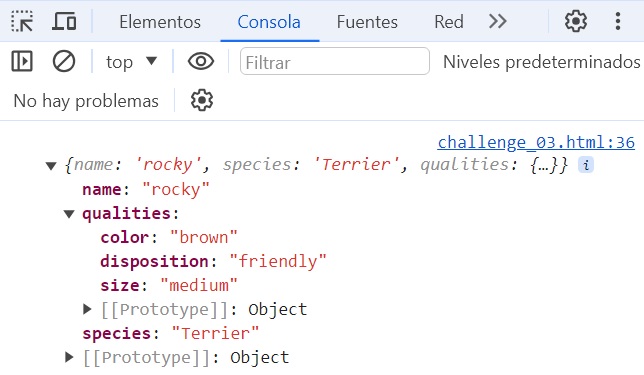 Elementos Consola Fuentes Red
top Filtrar Niveles predeterminados
No hay problemas
challenge_03.html:36
▼ {name: 'rocky', species: 'Terrier', qualities: {…}} i
name: "rocky"
▼ qualities:
color: "brown"
disposition: "friendly"
size: "medium"
▶ [[Prototype]]: Object
species: "Terrier"
▶ [[Prototype]]: Object